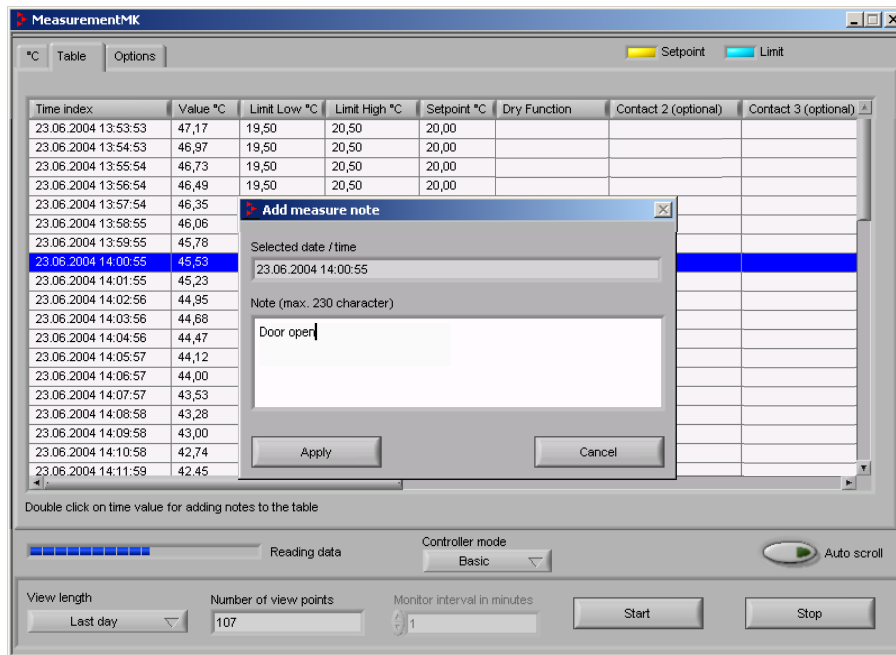 MeasurementMK
°C Table Options Setpoint Limit
Time index Value °C Limit Low °C Limit High °C Setpoint °C Dry Function Contact 2 (optional) Contact 3 (optional)
23.06.2004 13:53:53 47,17 19,50 20,50 20,00
23.06.2004 13:54:53 46,97 19,50 20,50 20,00
23.06.2004 13:55:54 46,73 19,50 20,50 20,00
23.06.2004 13:56:54 46,49 19,50 20,50 20,00
23.06.2004 13:57:54 46,35
23.06.2004 13:58:55 46,06
23.06.2004 13:59:55 45,78
23.06.2004 14:00:55 45,53
23.06.2004 14:01:55 45,23
23.06.2004 14:02:56 44,95
23.06.2004 14:03:56 44,68
23.06.2004 14:04:56 44,47
23.06.2004 14:05:57 44,12
23.06.2004 14:06:57 44,00
23.06.2004 14:07:57 43,53
23.06.2004 14:08:58 43,28
23.06.2004 14:09:58 43,00
23.06.2004 14:10:58 42,74
23.06.2004 14:11:59 42,45
Add measure note
Selected date / time
23.06.2004 14:00:55
Note (max. 230 character)
Door open
Apply Cancel
Double click on time value for adding notes to the table
Reading data
Controller mode
Basic
Auto scroll
View length
Last day
Number of view points
107
Monitor interval in minutes
1
Start
Stop